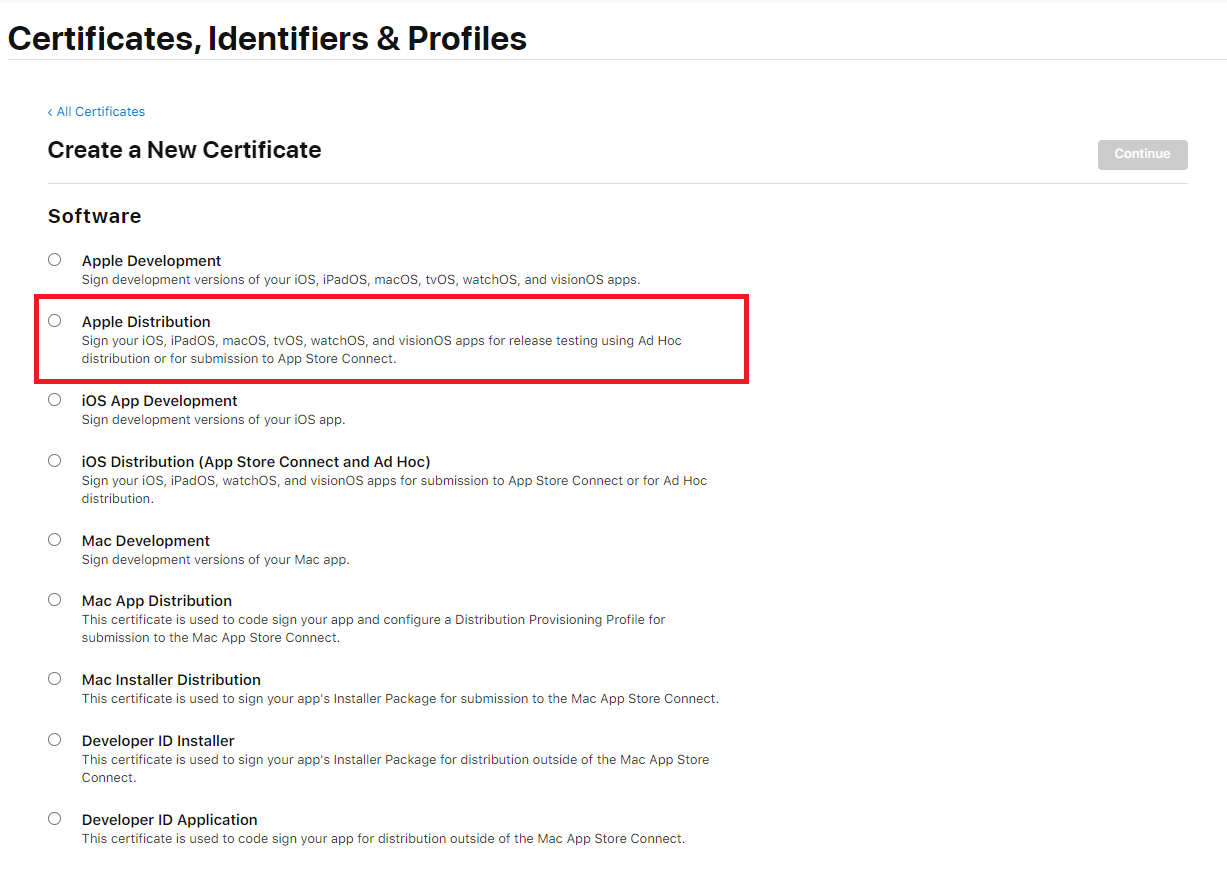 Certificates, Identifiers & Profiles
‹ All Certificates
Create a New Certificate
Continue
Software
Apple Development
Sign development versions of your iOS, iPadOS, macOS, tvOS, watchOS, and visionOS apps.
Apple Distribution
Sign your iOS, iPadOS, macOS, tvOS, watchOS, and visionOS apps for release testing using Ad Hoc
distribution or for submission to App Store Connect.
iOS App Development
Sign development versions of your iOS app.
iOS Distribution (App Store Connect and Ad Hoc)
Sign your iOS, iPadOS, watchOS, and visionOS apps for submission to App Store Connect or for Ad Hoc
distribution.
Mac Development
Sign development versions of your Mac app.
Mac App Distribution
This certificate is used to code sign your app and configure a Distribution Provisioning Profile for
submission to the Mac App Store Connect.
Mac Installer Distribution
This certificate is used to sign your app's Installer Package for submission to the Mac App Store Connect.
Developer ID Installer
This certificate is used to sign your app's Installer Package for distribution outside of the Mac App Store
Connect.
Developer ID Application
This certificate is used to code sign your app for distribution outside of the Mac App Store Connect.